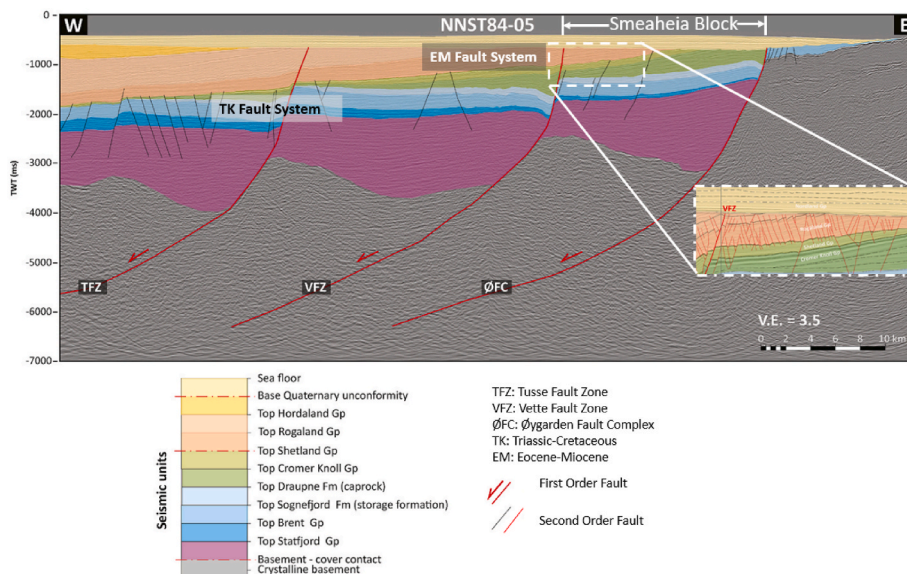 0
W
NNST84-05
Smeaheia Block
E
EM Fault System
-1000
TK Fault System
-2000
TWT (ms)
-3000
-4000
VFZ
Cromer Knoll Gp
-5000
TFZ
VFZ
ØFC
-6000
V.E. = 3.5
0 2 4 6 8 10 km
-7000
Seismic units
Sea floor
Base Quaternary unconformity
Top Hordaland Gp
Top Rogaland Gp
Top Shetland Gp
Top Cromer Knoll Gp
Top Draupne Fm (caprock)
Top Sognefjord Fm (storage formation)
Top Brent Gp
Top Statfjord Gp
Basement - cover contact
Crystalline basement
TFZ: Tusse Fault Zone
VFZ: Vette Fault Zone
ØFC: Øygarden Fault Complex
TK: Triassic-Cretaceous
EM: Eocene-Miocene
First Order Fault
Second Order Fault